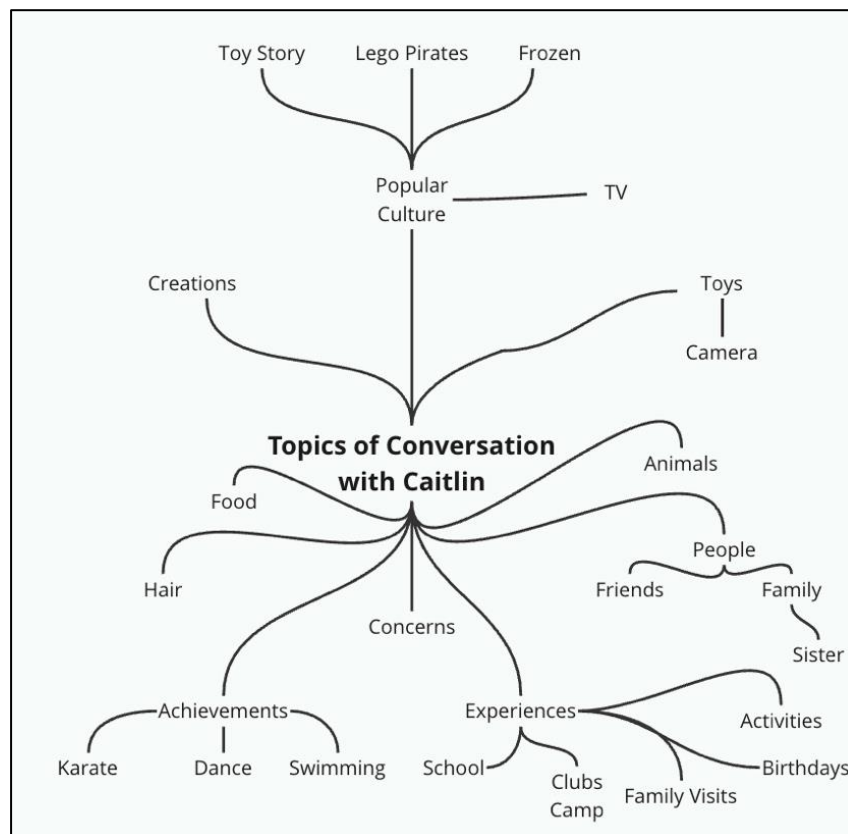 Toy Story Lego Pirates Frozen
Popular
Culture
TV
Creations
Toys
Camera
Topics of Conversation
with Caitlin
Animals
Food
People
Hair
Friends
Family
Concerns
Sister
Achievements
Experiences
Activities
Karate
Dance
Swimming
School
Clubs
Camp
Family Visits
Birthdays